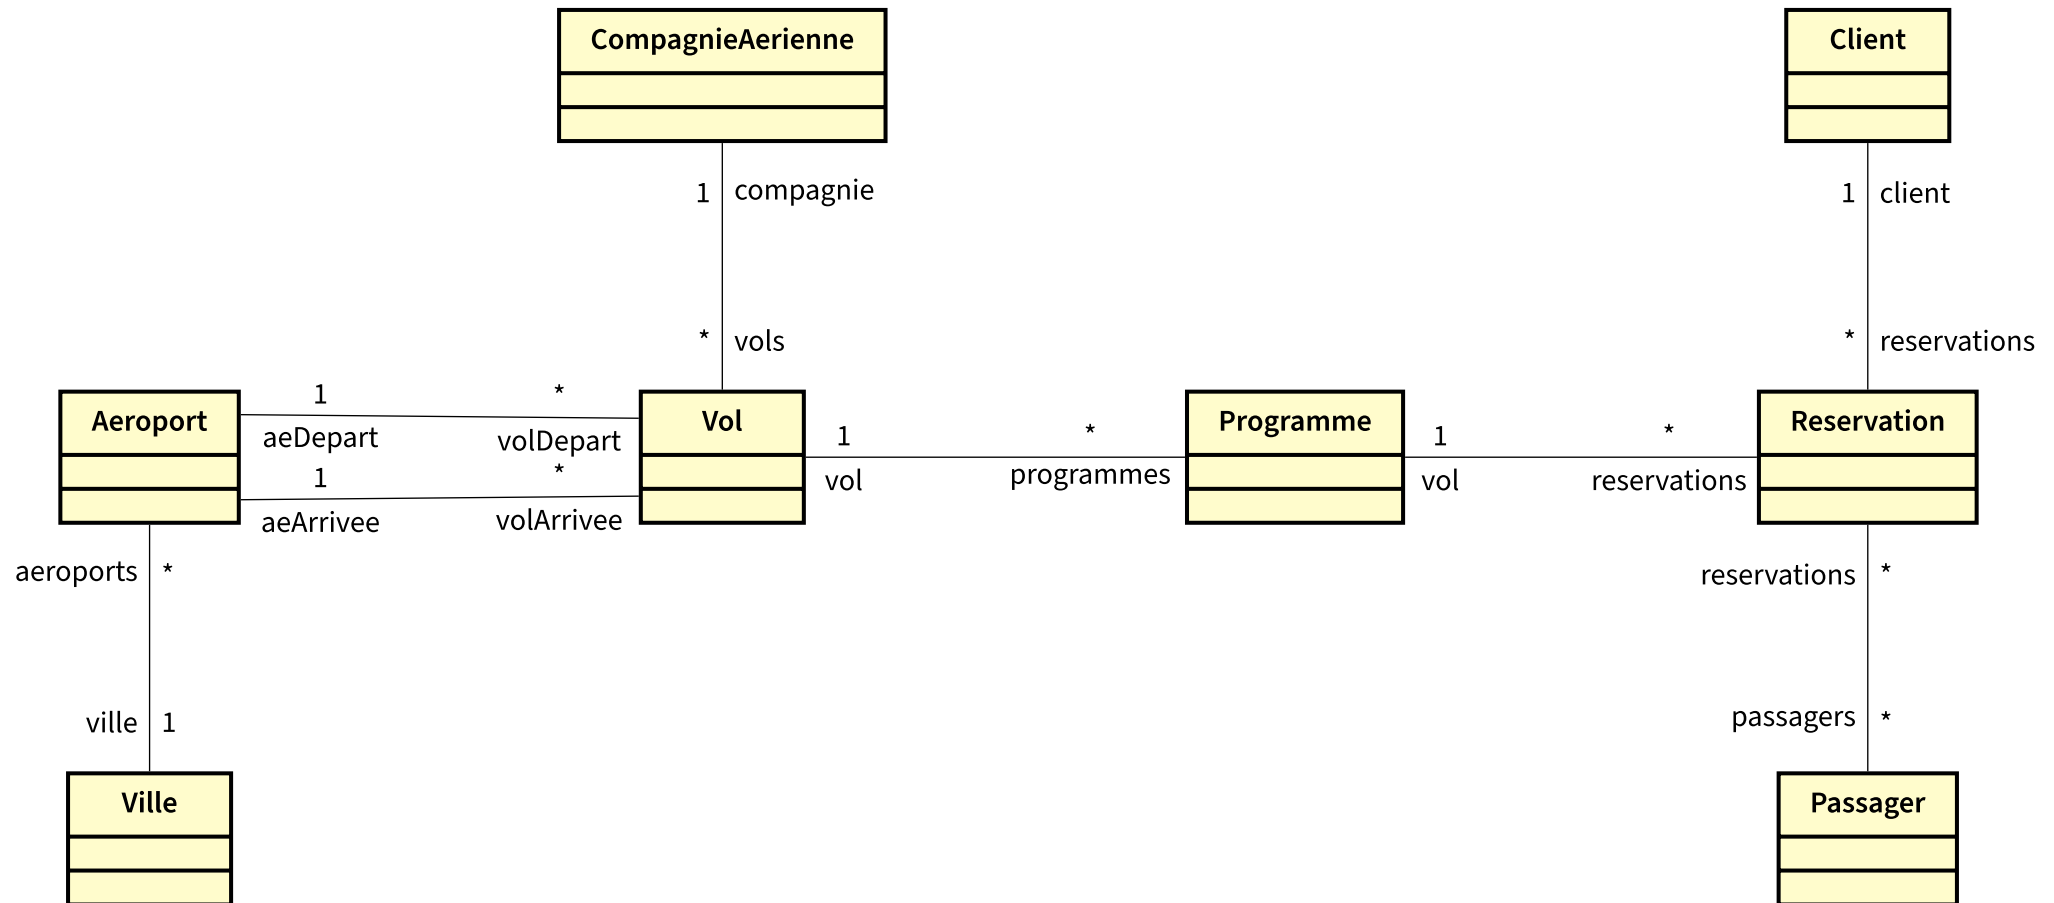 CompagnieAerienne
Client
1 compagnie
1 client
* vols
* reservations
Aeroport
1
*
aeDepart
volDepart
1
*
aeArrivee
volArrivee
Vol
1
*
vol
programmes
Programme
1
*
vol
reservations
Reservation
aeroports *
reservations *
ville 1
passagers *
Ville
Passager